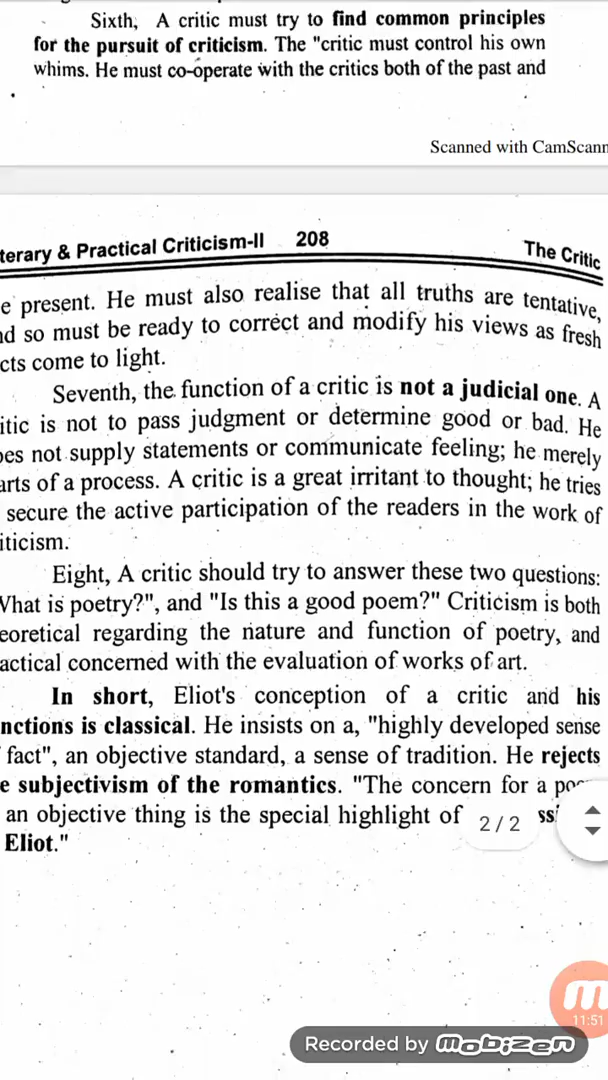 Sixth, A critic must try to find common principles
for the pursuit of criticism. The "critic must control his own
whims. He must co-operate with the critics both of the past and
Scanned with CamScann
terary & Practical Criticism-II 208 The Critic
e present. He must also realise that all truths are tentative,
nd so must be ready to correct and modify his views as fresh
cts come to light.
Seventh, the function of a critic is not a judicial one. A
itic is not to pass judgment or determine good or bad. He
oes not supply statements or communicate feeling; he merely
arts of a process. A critic is a great irritant to thought; he tries
secure the active participation of the readers in the work of
iticism.
Eight, A critic should try to answer these two questions:
What is poetry?", and "Is this a good poem?" Criticism is both
eoretical regarding the nature and function of poetry, and
actical concerned with the evaluation of works of art.
In short, Eliot's conception of a critic and his
nctions is classical. He insists on a, "highly developed sense
fact", an objective standard, a sense of tradition. He rejects
e subjectivism of the romantics. "The concern for a
an objective thing is the special highlight of
Eliot."
2/2
11:51
Recorded by mobizen